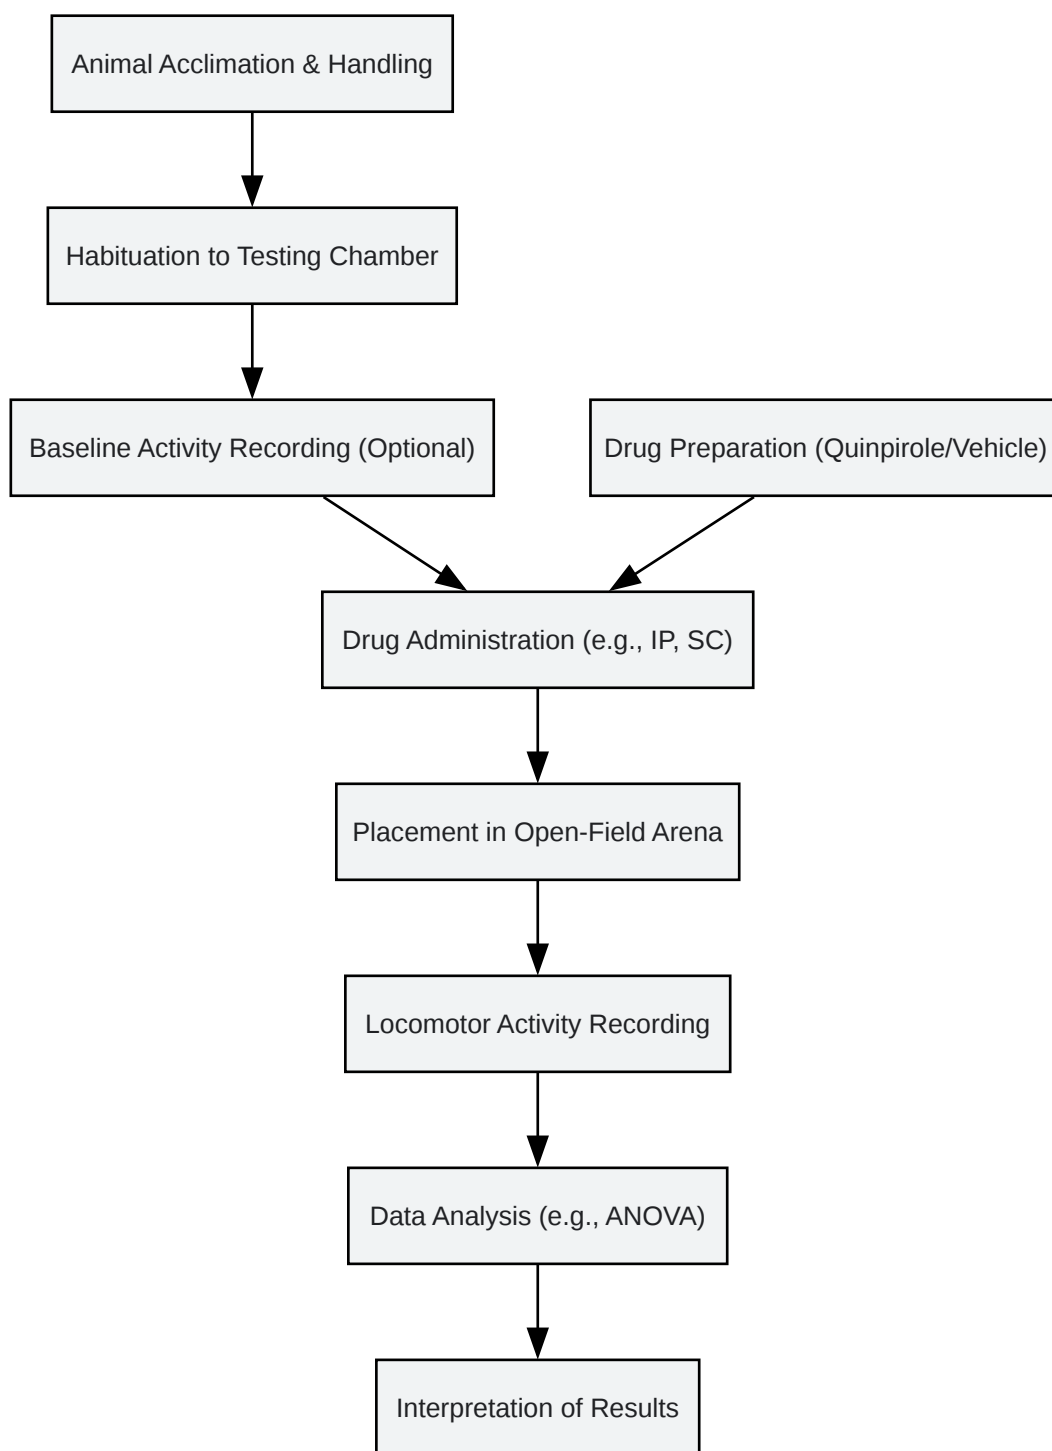 Animal Acclimation & Handling
Habituation to Testing Chamber
Baseline Activity Recording (Optional)
Drug Preparation (Quinpirole/Vehicle)
Drug Administration (e.g., IP, SC)
Placement in Open-Field Arena
Locomotor Activity Recording
Data Analysis (e.g., ANOVA)
Interpretation of Results